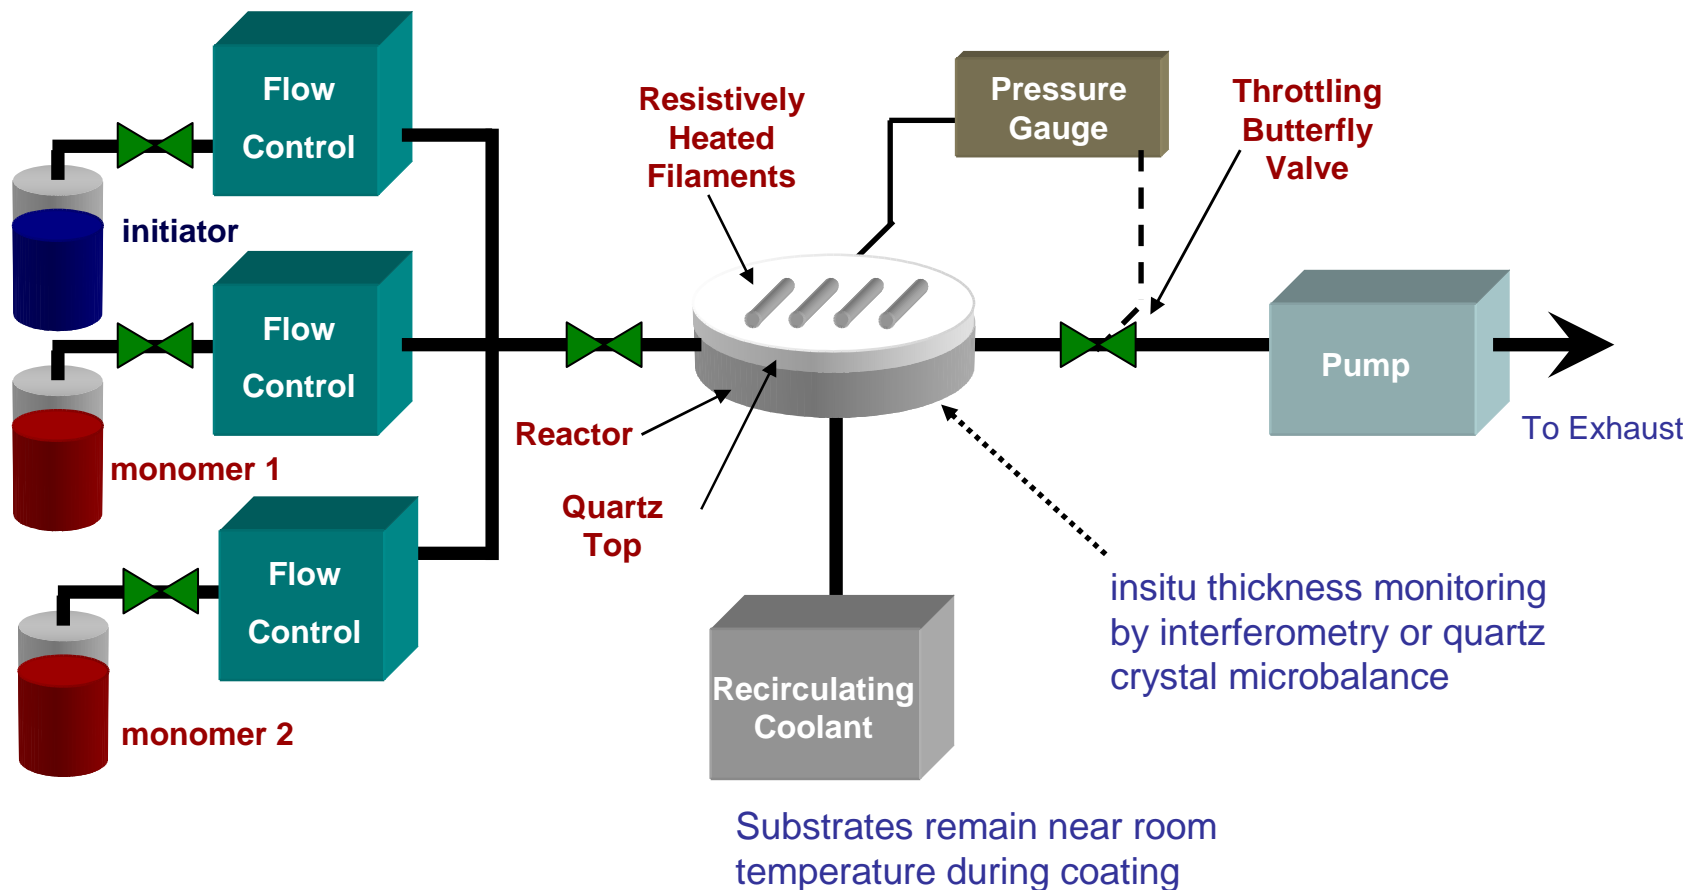 Flow
Control
initiator
Flow
Control
monomer 1
Flow
Control
monomer 2
Resistively
Heated
Filaments
Pressure
Gauge
Throttling
Butterfly
Valve
Reactor
Quartz
Top
Pump
To Exhaust
Recirculating
Coolant
insitu thickness monitoring
by interferometry or quartz
crystal microbalance
Substrates remain near room
temperature during coating